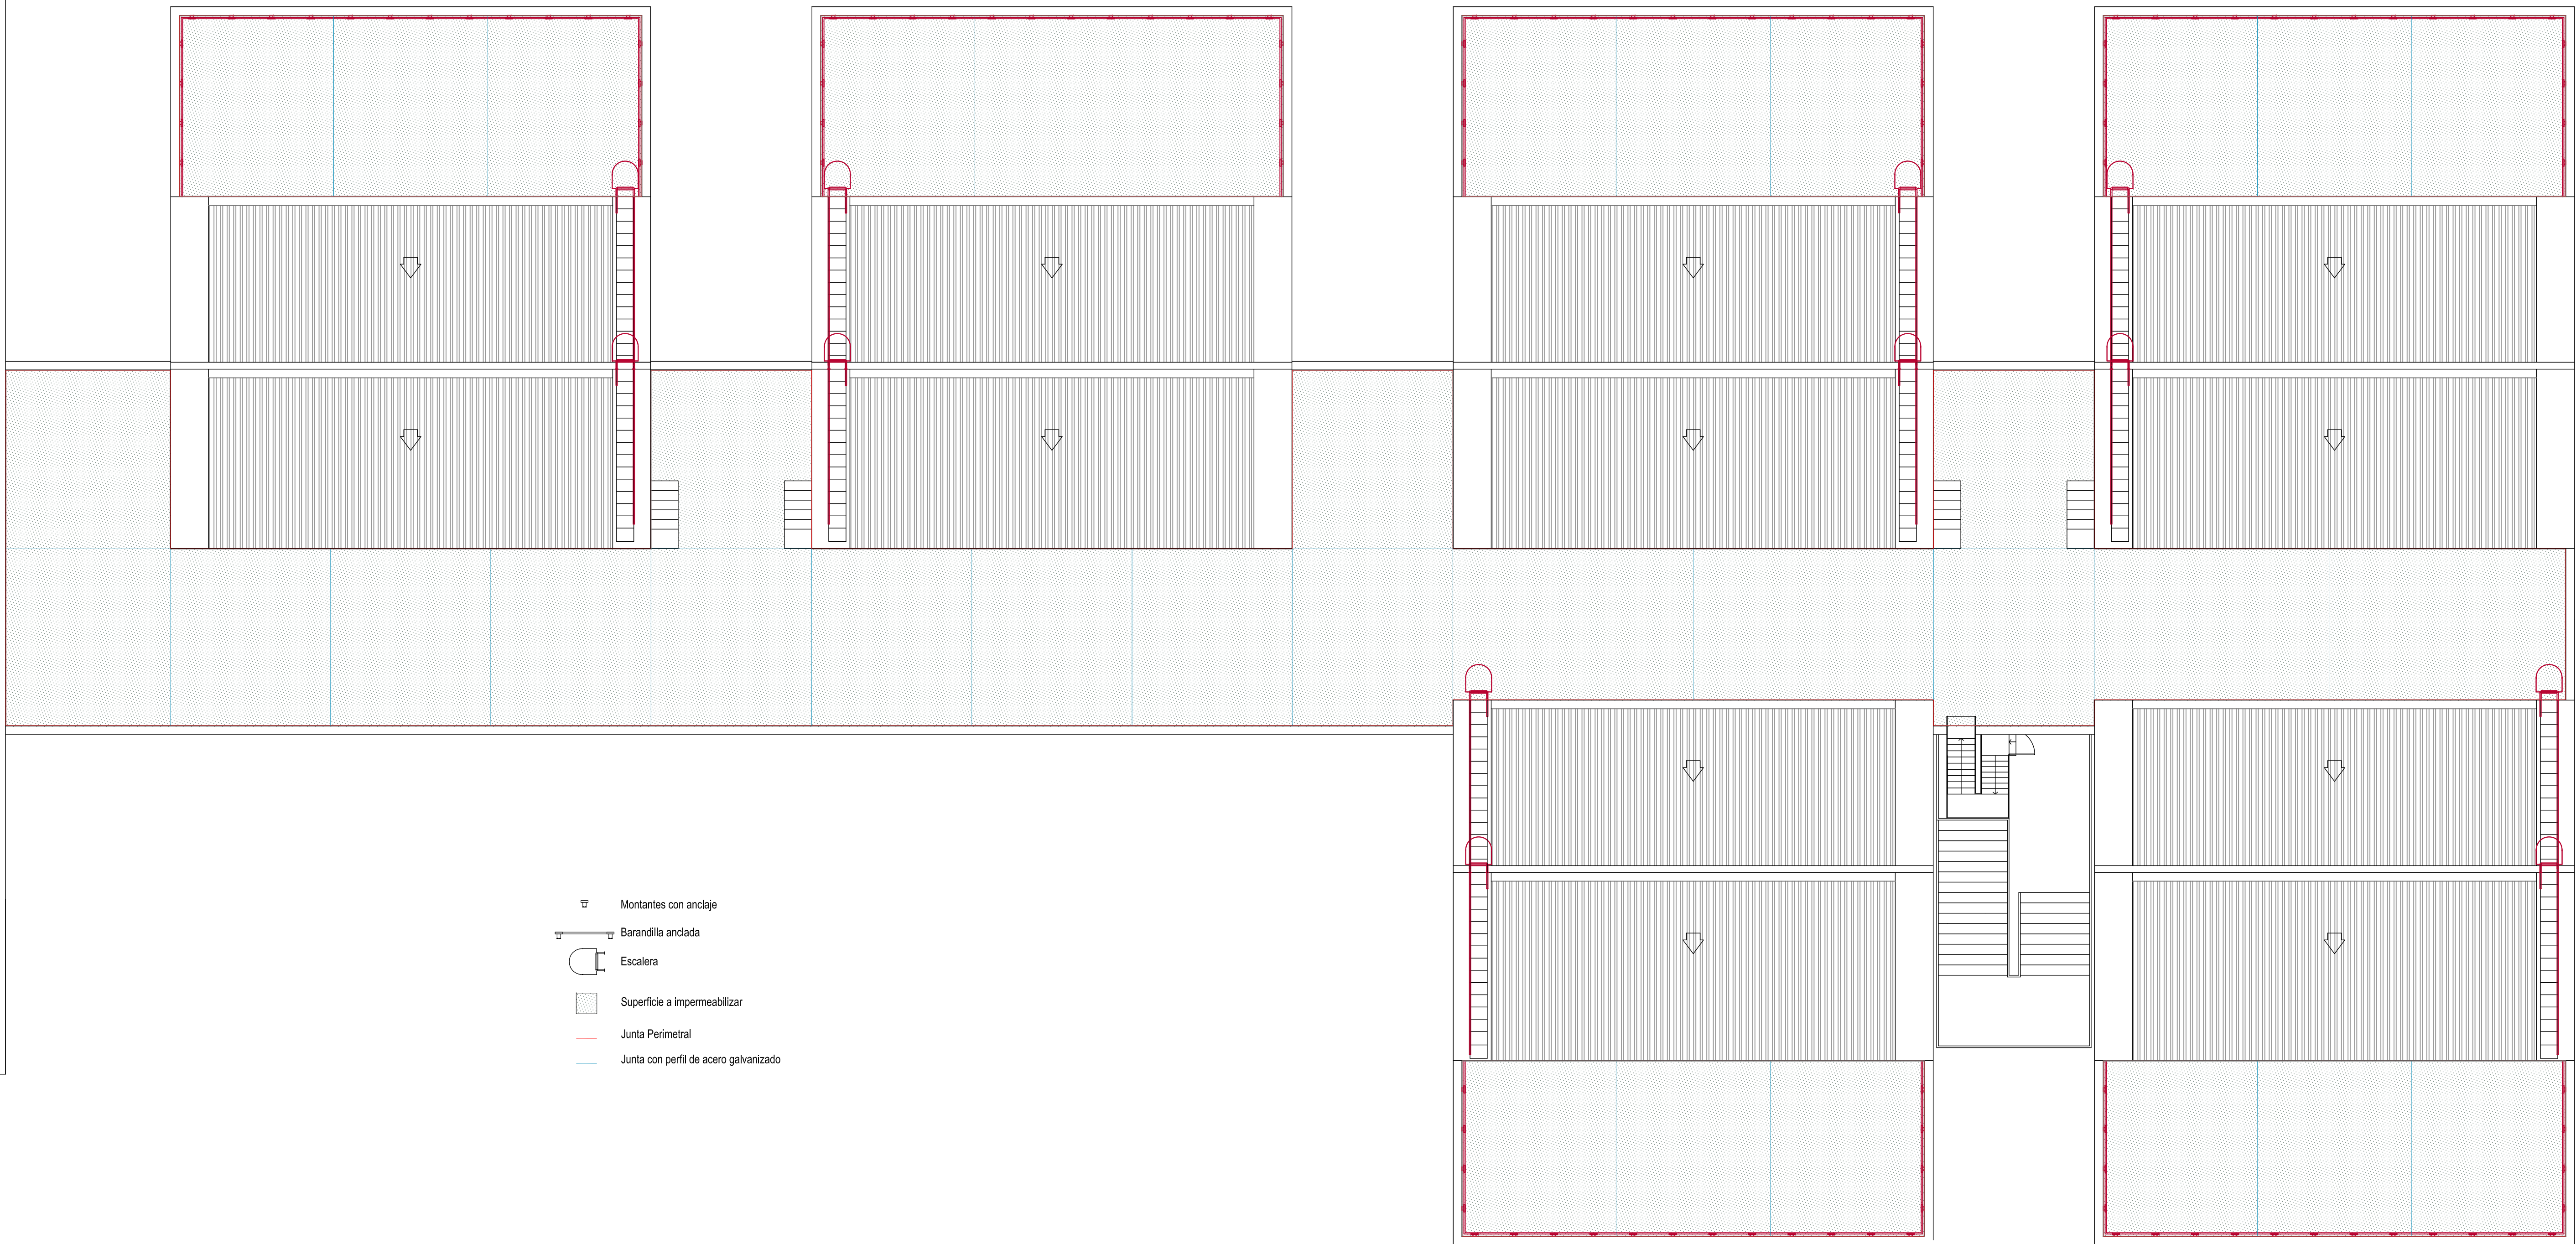 Montantes con anclaje
Barandilla anclada
Escalera
Superficie a impermeabilizar
Junta Perimetral
Junta con perfil de acero galvanizado